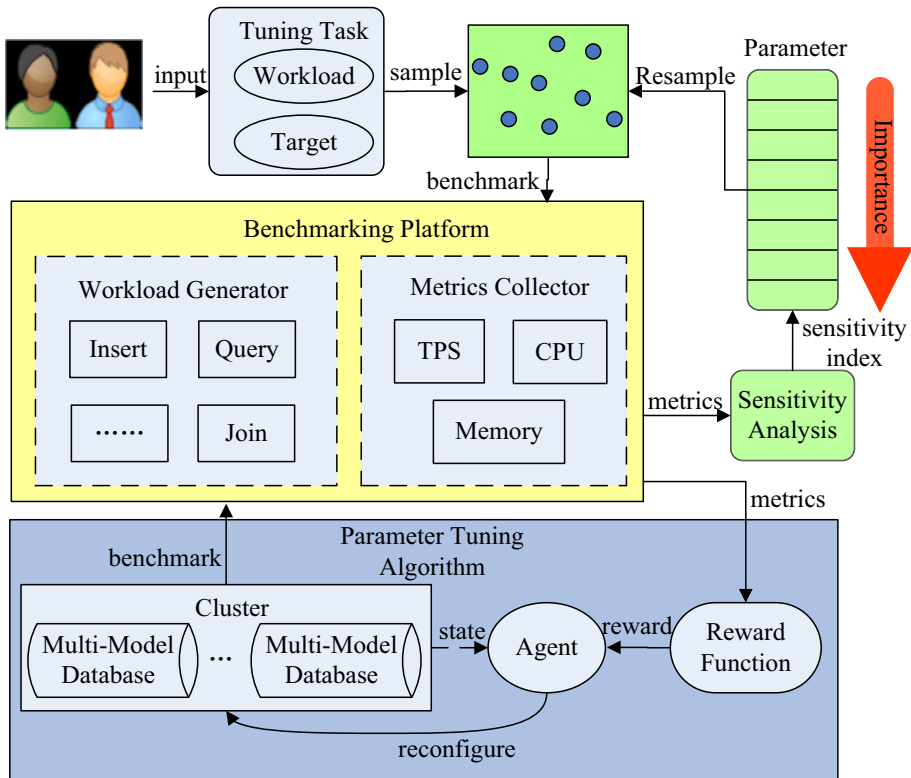 Tuning Task
Workload
Target
input
sample
Resample
Parameter
Importance
benchmark
Benchmarking Platform
Workload Generator
Insert
Query
......
Join
Metrics Collector
TPS
CPU
Memory
sensitivity
index
metrics
Sensitivity
Analysis
metrics
benchmark
Parameter Tuning
Algorithm
Cluster
Multi-Model
Database
...
Multi-Model
Database
state
Agent
reward
Reward
Function
reconfigure